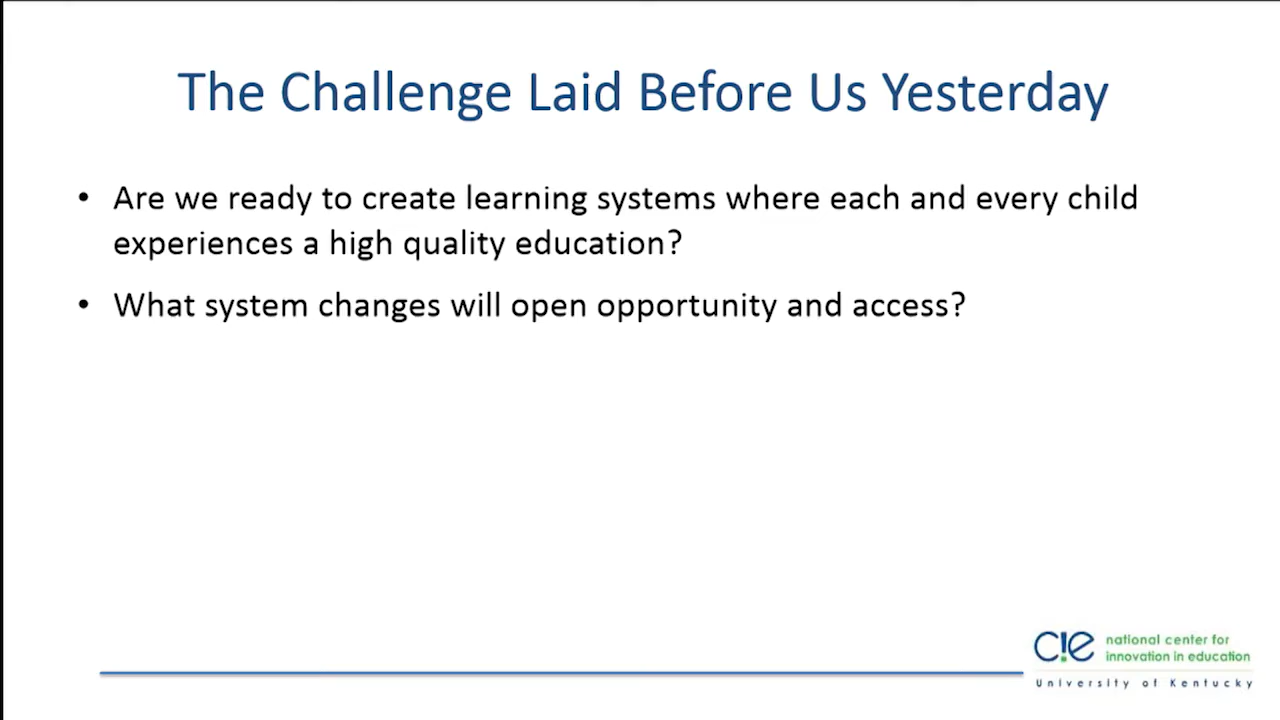 The Challenge Laid Before Us Yesterday
• Are we ready to create learning systems where each and every child
experiences a high quality education?
• What system changes will open opportunity and access?
c!e national center for
innovation in education
University of Kentucky